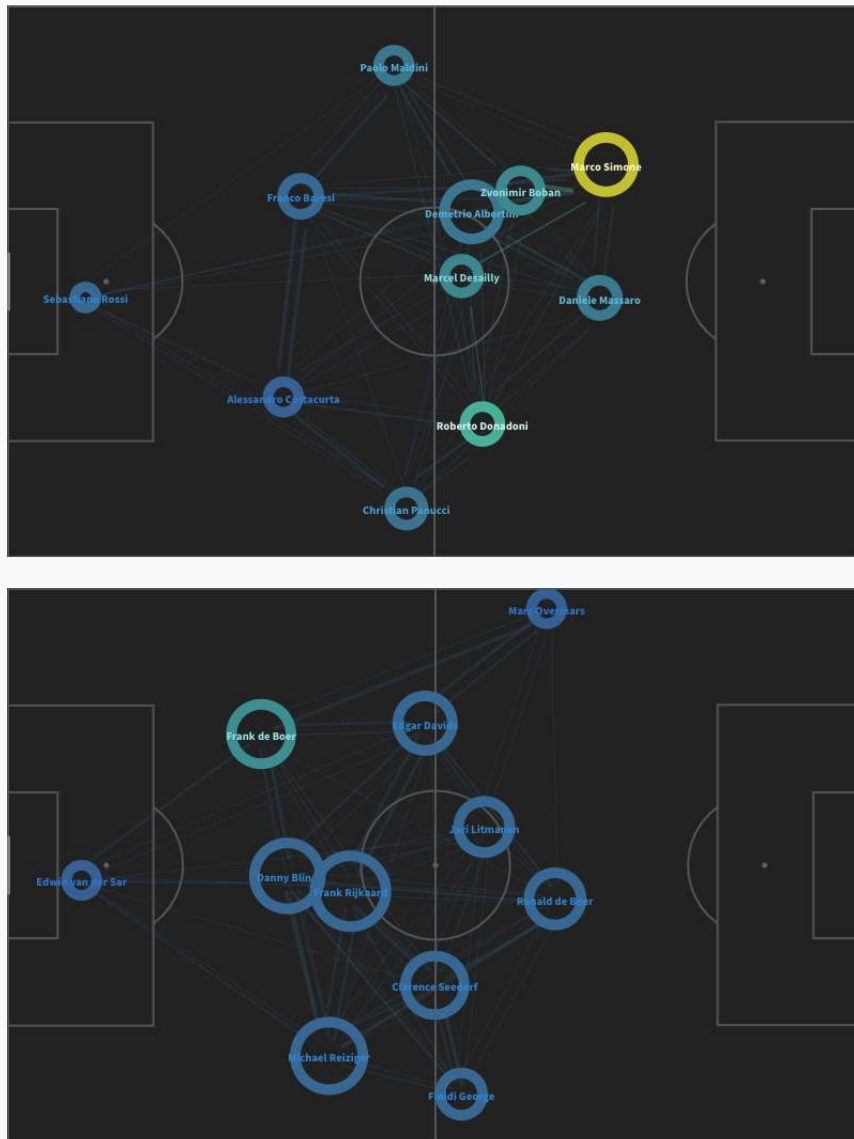 Paolo Maldini
Marco Simone
Zvonimir Boban
Franco Baresi
Demetrio Albertini
Marcel Desailly
Sebastiano Rossi
Daniele Massaro
Alessandro Costacurta
Roberto Donadoni
Christian Panucci
Marc Overmars
Edgar Davids
Frank de Boer
Jari Litmanen
Danny Blind
Edwin van der Sar
Frank Rijkaard
Ronald de Boer
Clarence Seedorf
Michael Reiziger
Finidi George